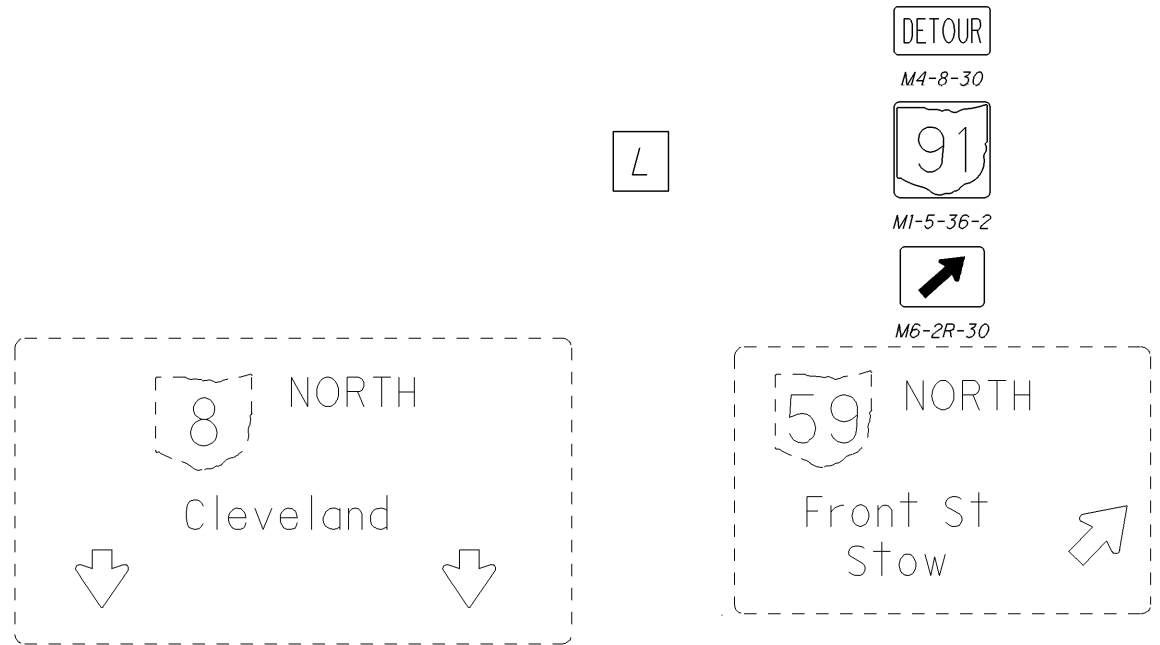 DETOUR
M4-8-30
L
91
M1-5-36-2
M6-2R-30
8 NORTH
Cleveland
59 NORTH
Front St
Stow